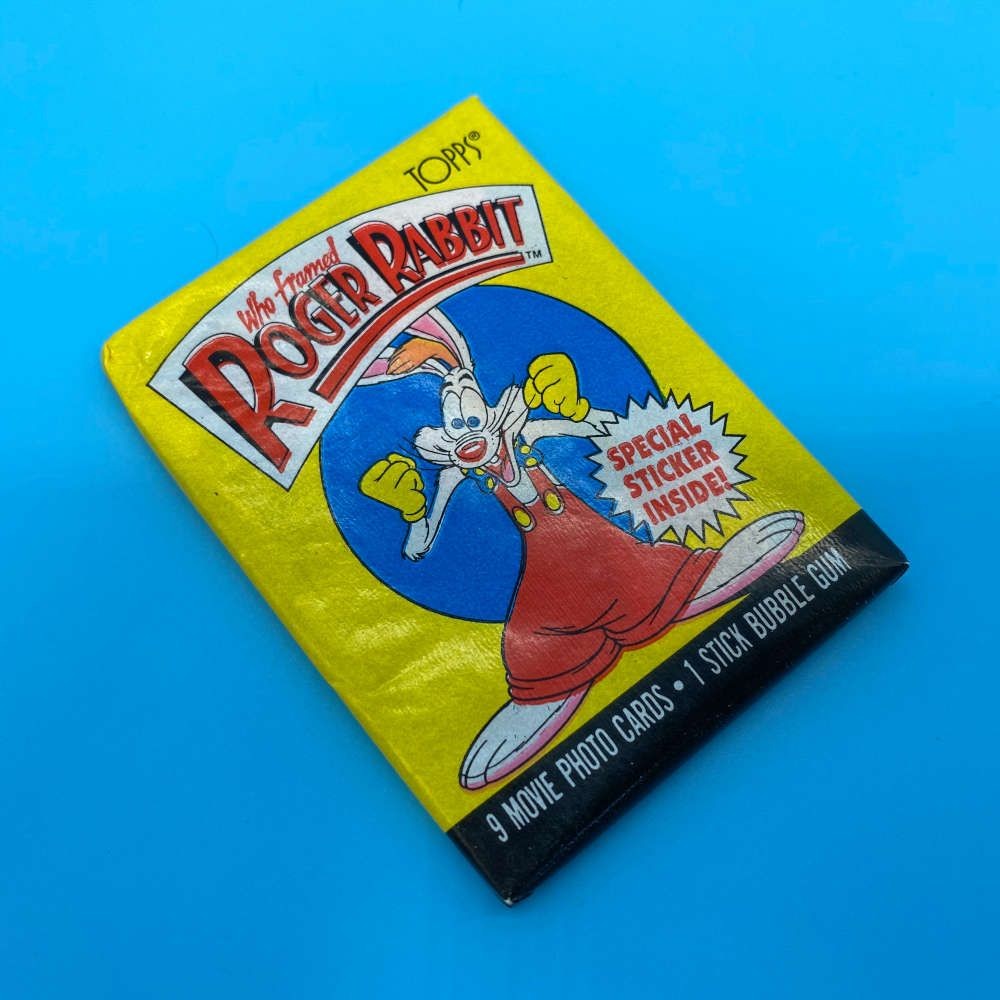 TOPPS®
Who Framed
ROGER RABBIT™
SPECIAL
STICKER
INSIDE!
9 MOVIE PHOTO CARDS • 1 STICK BUBBLE GUM